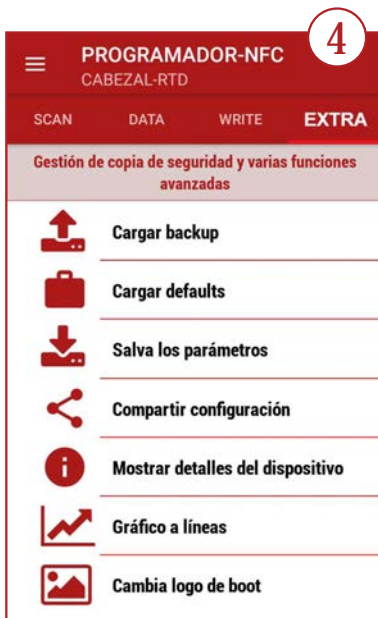 4
PROGRAMADOR-NFC
CABEZAL-RTD
SCAN DATA WRITE EXTRA
Gestión de copia de seguridad y varias funciones
avanzadas
Cargar backup
Cargar defaults
Salva los parámetros
Compartir configuración
Mostrar detalles del dispositivo
Gráfico a líneas
Cambia logo de boot